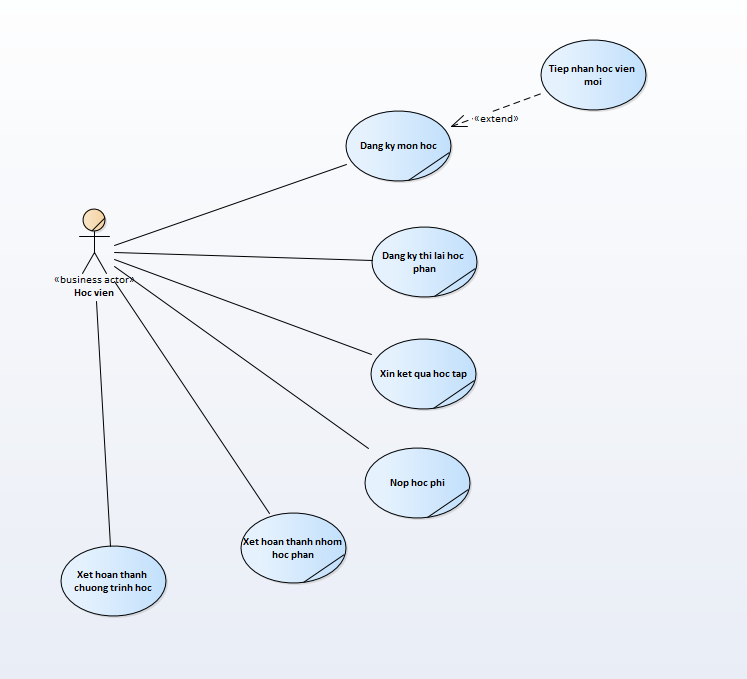 Tiep nhan hoc vien
moi
«extend»
Dang ky mon hoc
Dang ky thi lai hoc
phan
«business actor»
Hoc vien
Xin ket qua hoc tap
Nop hoc phi
Xet hoan thanh nhom
hoc phan
Xet hoan thanh
chuong trinh hoc